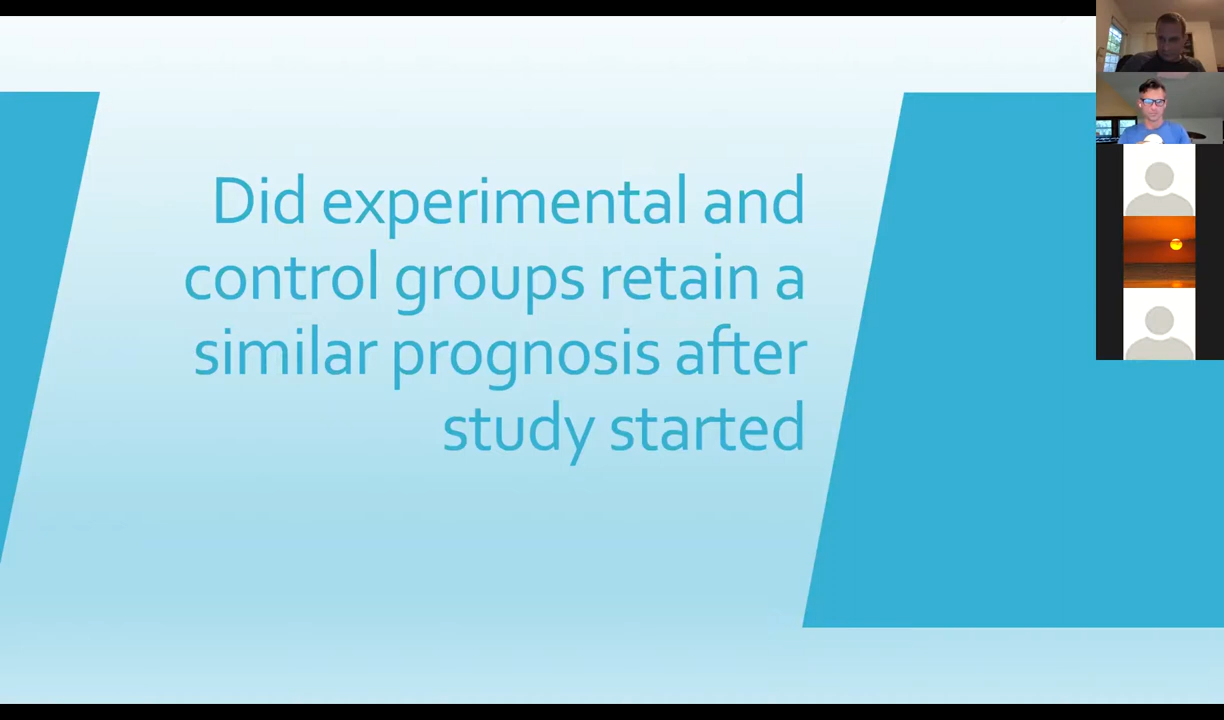 Did experimental and
control groups retain a
similar prognosis after
study started